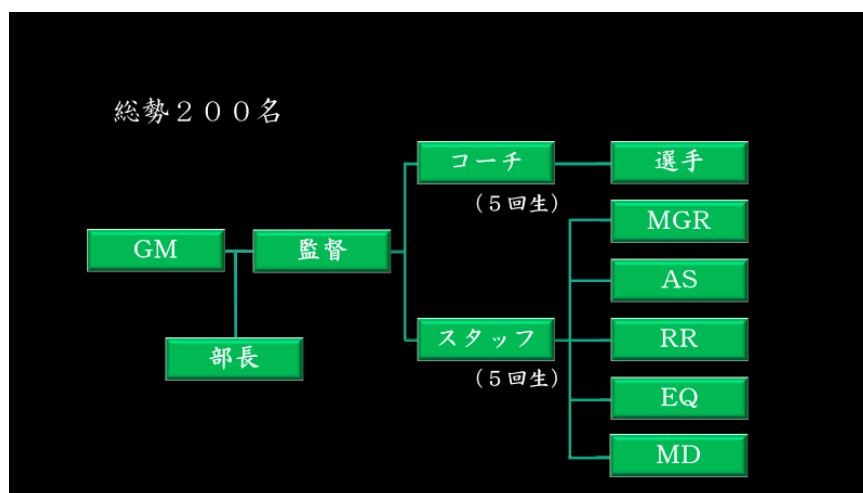 総勢２００名
コーチ
選手
（５回生）
MGR
GM
監督
AS
スタッフ
RR
部長
（５回生）
EQ
MD